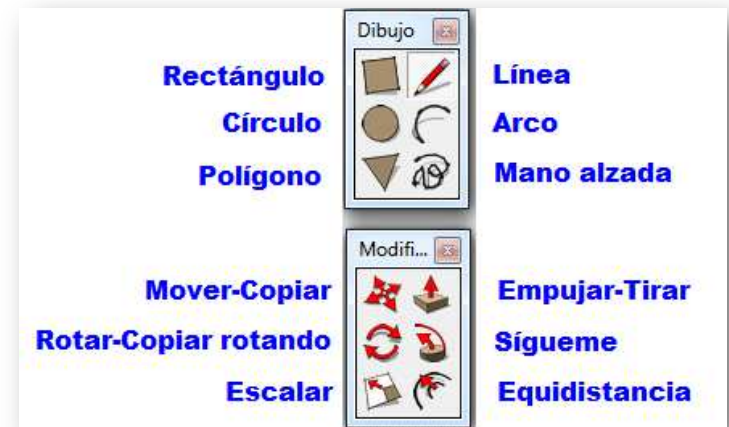 Dibujo
Rectángulo Línea
Círculo Arco
Polígono Mano alzada
Modifi...
Mover-Copiar Empujar-Tirar
Rotar-Copiar rotando Sígueme
Escalar Equidistancia